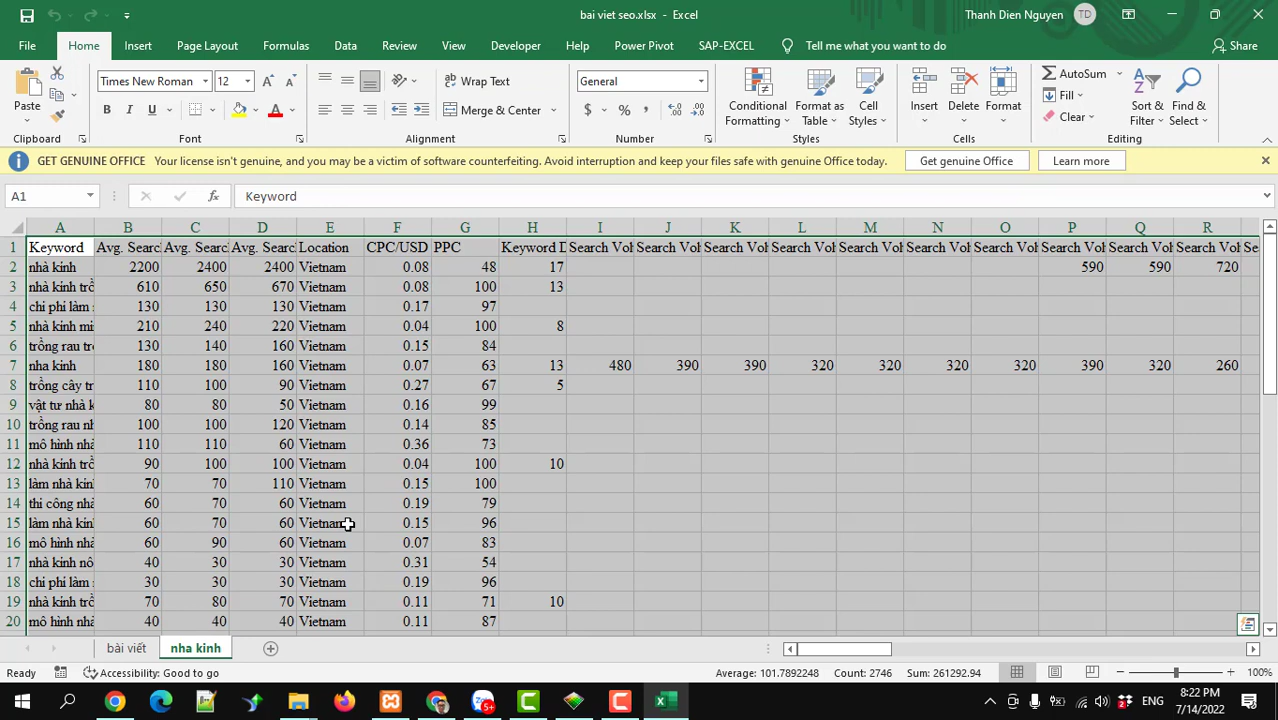 bai viet seo.xlsx - Excel
Thanh Dien Nguyen TD
File Home Insert Page Layout Formulas Data Review View Developer Help Power Pivot SAP-EXCEL Tell me what you want to do Share
Times New Roman 12 Wrap Text General AutoSum
Paste B I U Merge & Center $ % Conditional Formatting Format as Table Cell Styles Insert Delete Format Fill Clear Sort & Filter Find & Select
Clipboard Font Alignment Number Styles Cells Editing
GET GENUINE OFFICE Your license isn't genuine, and you may be a victim of software counterfeiting. Avoid interruption and keep your files safe with genuine Office today. Get genuine Office Learn more
A1 fx Keyword
A B C D E F G H I J K L M N O P Q R
1 Keyword Avg. Searc Avg. Searc Avg. Searc Location CPC/USD PPC Keyword D Search Vol Search Vol Search Vol Search Vol Search Vol Search Vol Search Vol Search Vol Search Vol Search Vol Se
2 nhà kính 2200 2400 2400 Vietnam 0.08 48 17 590 590 720
3 nhà kính trồ 610 650 670 Vietnam 0.08 100 13
4 chi phí làm 130 130 130 Vietnam 0.17 97
5 nhà kính mi 210 240 220 Vietnam 0.04 100 8
6 trồng rau tr 130 140 160 Vietnam 0.15 84
7 nha kinh 180 180 160 Vietnam 0.07 63 13 480 390 390 320 320 320 320 390 320 260
8 trồng cây tr 110 100 90 Vietnam 0.27 67 5
9 vật tư nhà k 80 80 50 Vietnam 0.16 99
10 trồng rau nh 100 100 120 Vietnam 0.14 85
11 mô hình nhà 110 110 60 Vietnam 0.36 73
12 nhà kính trồ 90 100 100 Vietnam 0.04 100 10
13 làm nhà kín 70 70 110 Vietnam 0.15 100
14 thi công nhà 60 70 60 Vietnam 0.19 79
15 làm nhà kín 60 70 60 Vietnam 0.15 96
16 mô hình nhà 60 90 60 Vietnam 0.07 83
17 nhà kính nô 40 30 30 Vietnam 0.31 54
18 chi phí làm 30 30 30 Vietnam 0.19 96
19 nhà kính trồ 70 80 70 Vietnam 0.11 71 10
20 mô hình nhà 40 40 40 Vietnam 0.11 87
bài viết nha kinh
Ready Accessibility: Good to go Average: 101.7892248 Count: 2746 Sum: 261292.94 100%
5+ 2 ENG 8:22 PM
7/14/2022